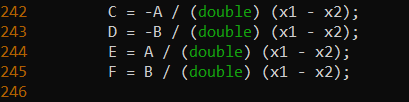 242 C = -A / (double) (x1 - x2);
243 D = -B / (double) (x1 - x2);
244 E = A / (double) (x1 - x2);
245 F = B / (double) (x1 - x2);
246